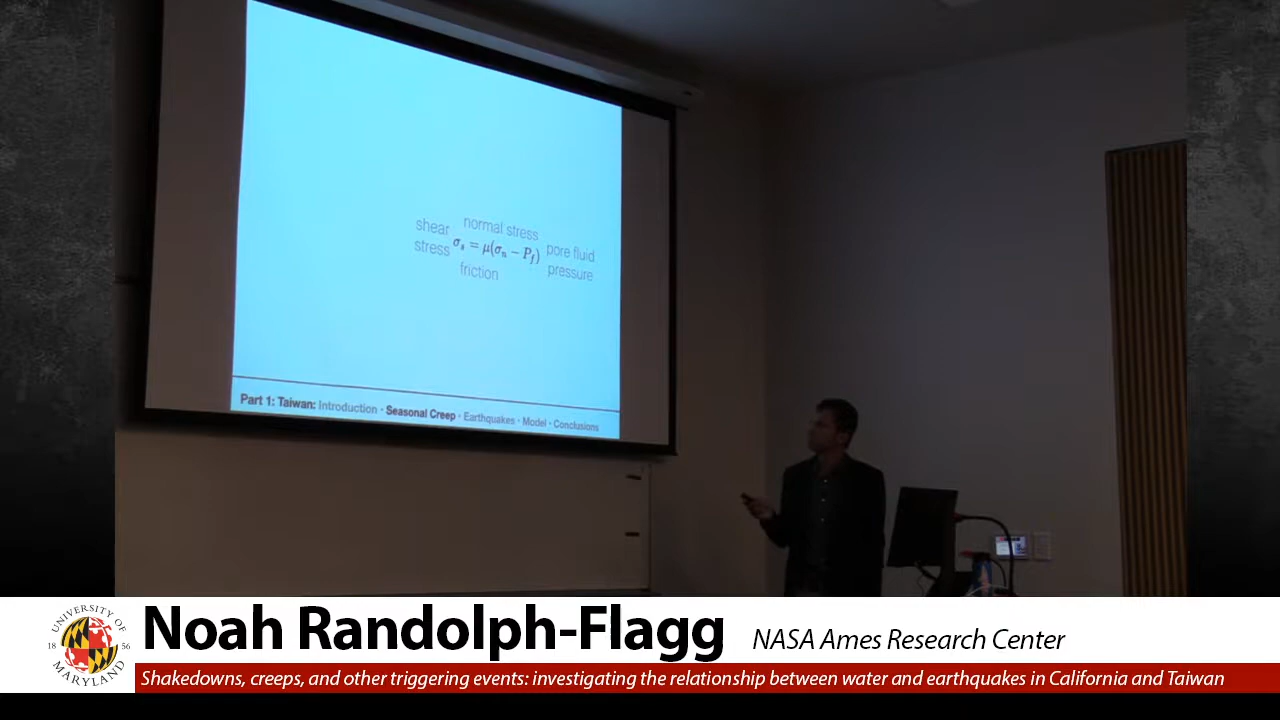 normal stress
shear
stress
σs = μ(σn − Pf)
pore fluid
pressure
friction
Part 1: Taiwan: Introduction · Seasonal Creep · Earthquakes · Model · Conclusions
UNIVERSITY OF
18 56
MARYLAND
Noah Randolph-Flagg
NASA Ames Research Center
Shakedowns, creeps, and other triggering events: investigating the relationship between water and earthquakes in California and Taiwan